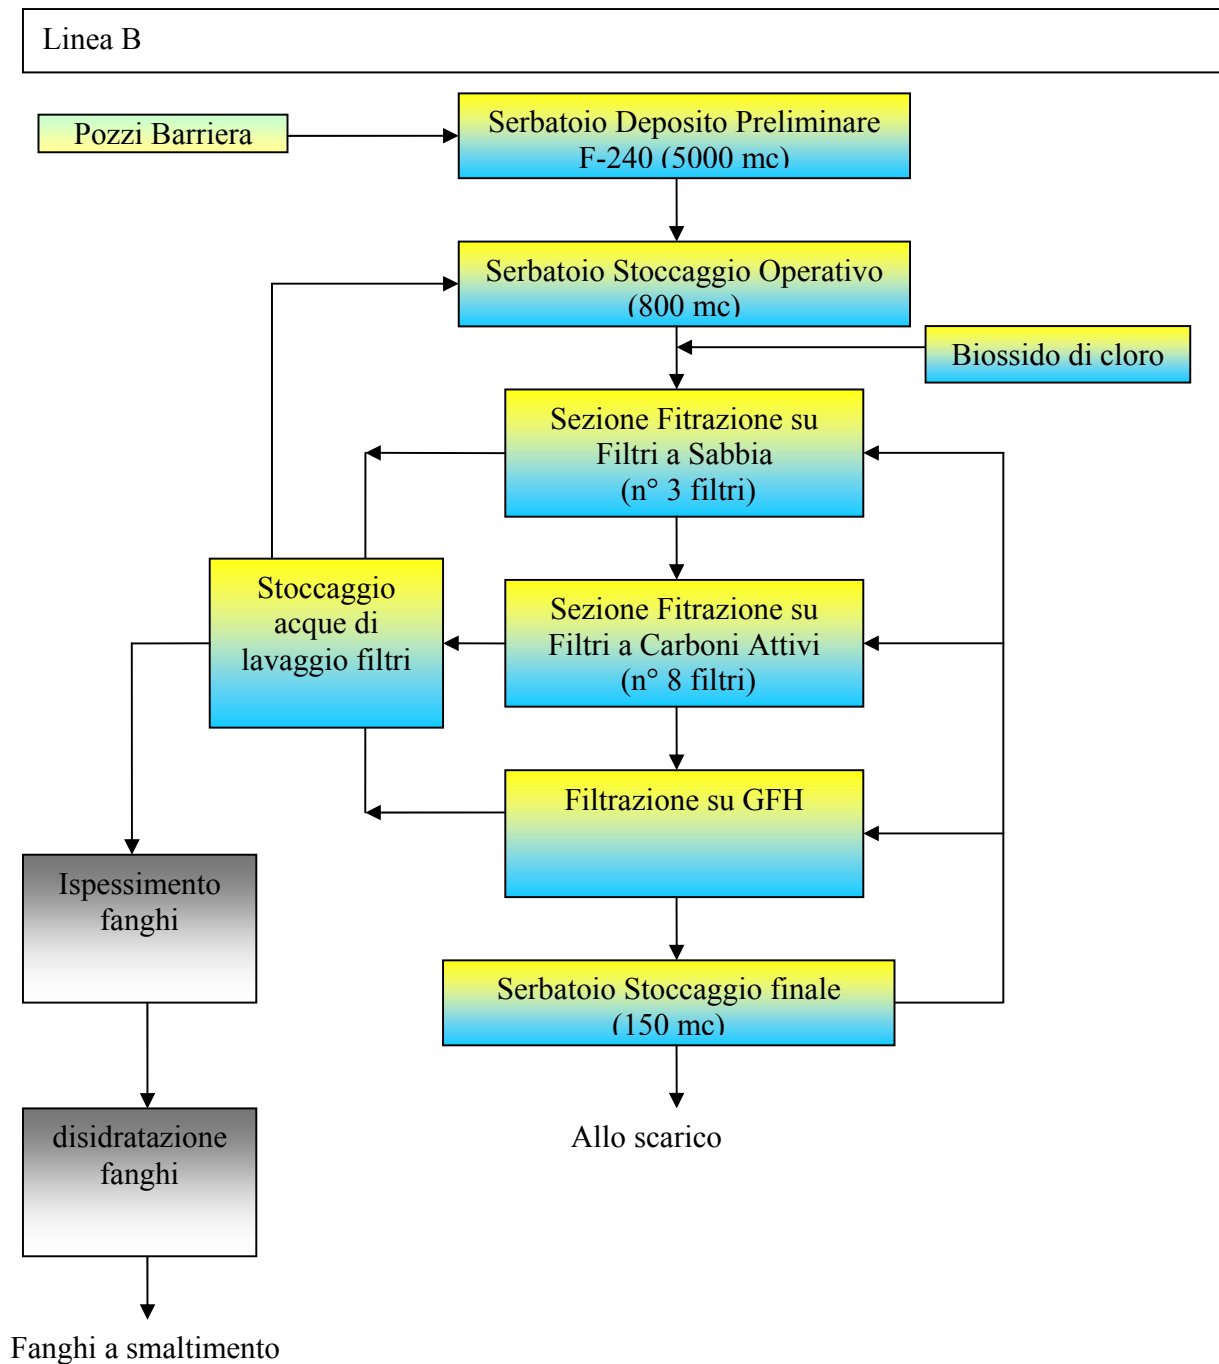 Linea B
Pozzi Barriera
Serbatoio Deposito Preliminare
F-240 (5000 mc)
Serbatoio Stoccaggio Operativo
(800 mc)
Biossido di cloro
Sezione Fitrazione su
Filtri a Sabbia
(n° 3 filtri)
Stoccaggio
acque di
lavaggio filtri
Sezione Fitrazione su
Filtri a Carboni Attivi
(n° 8 filtri)
Filtrazione su GFH
Ispessimento
fanghi
Serbatoio Stoccaggio finale
(150 mc)
disidratazione
fanghi
Allo scarico
Fanghi a smaltimento